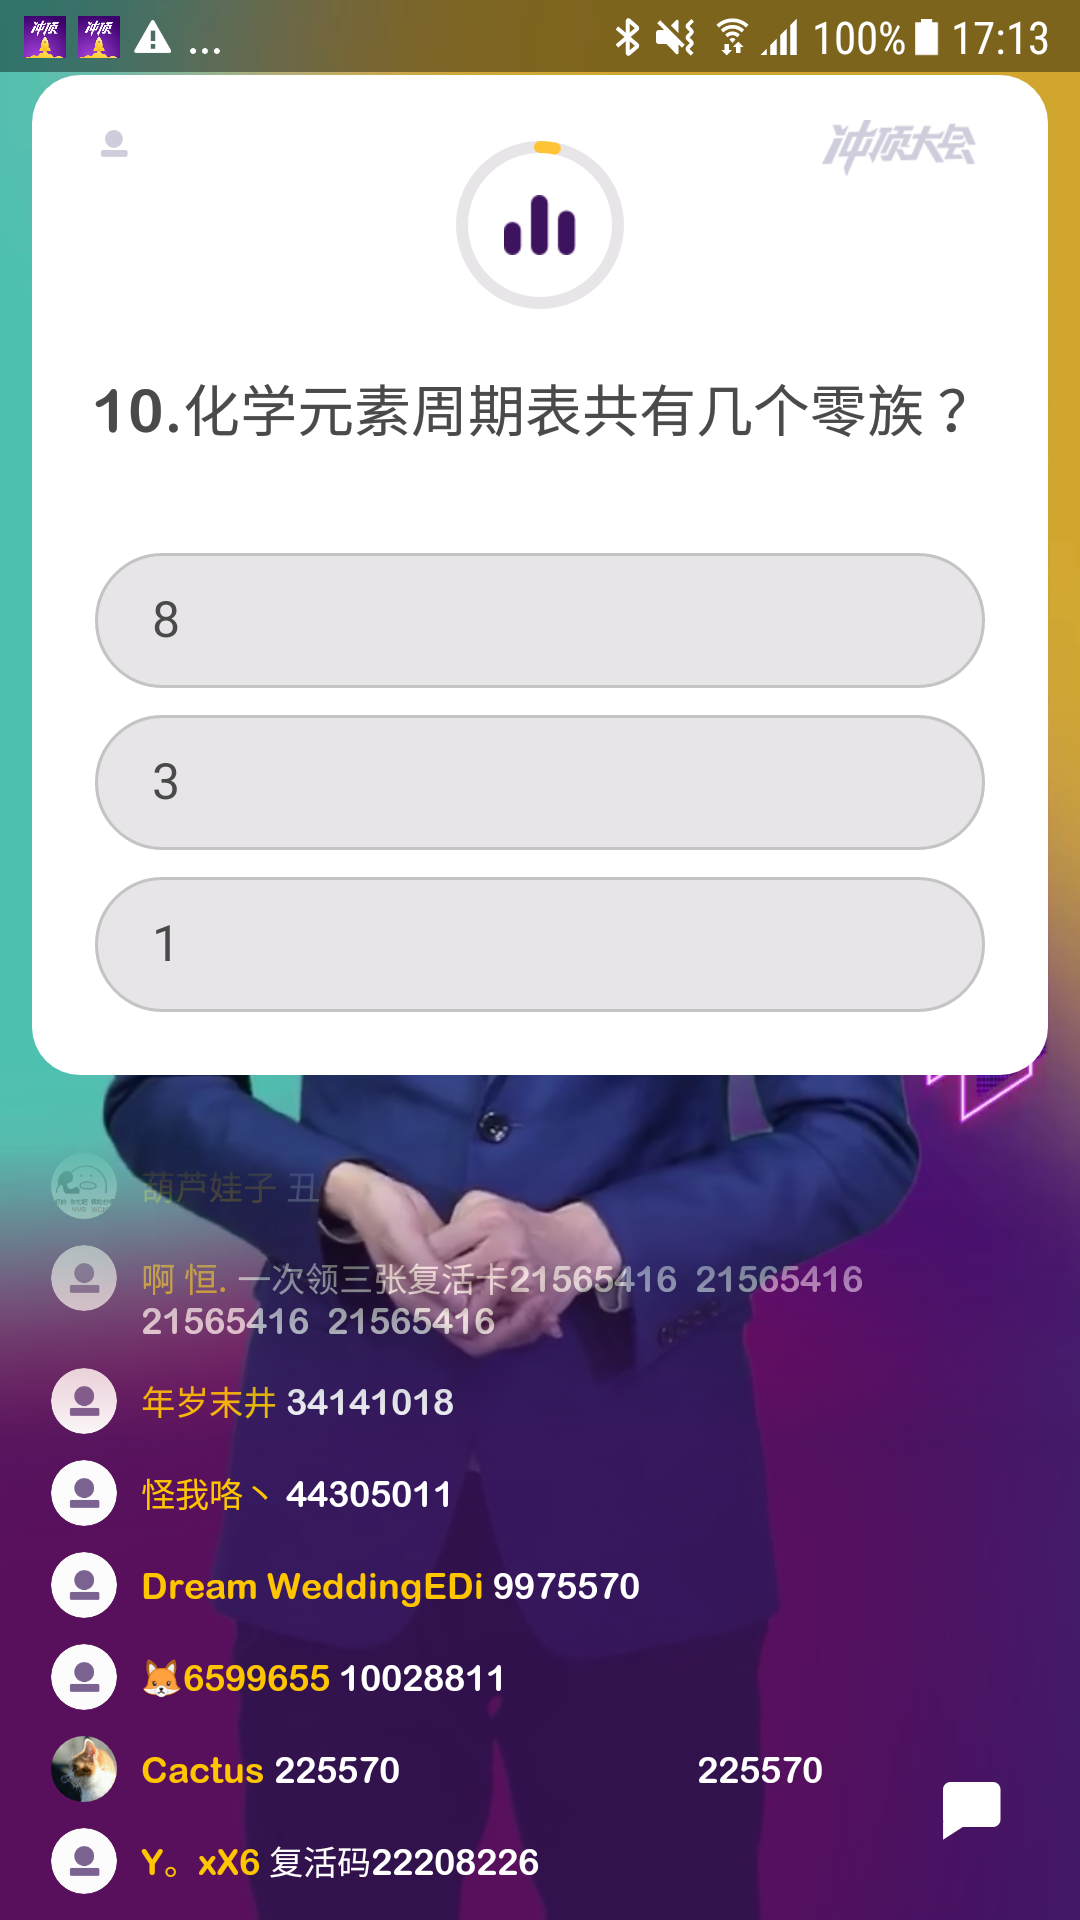 冲顶 冲顶 ... 100% 17:13
冲顶大会
10.化学元素周期表共有几个零族？
8
3
1
葫芦娃子 丑
啊 恒. 一次领三张复活卡21565416 21565416
21565416 21565416
年岁末井 34141018
怪我咯丶 44305011
Dream WeddingEDi 9975570
🦊6599655 10028811
Cactus 225570 225570
Y。xX6 复活码22208226